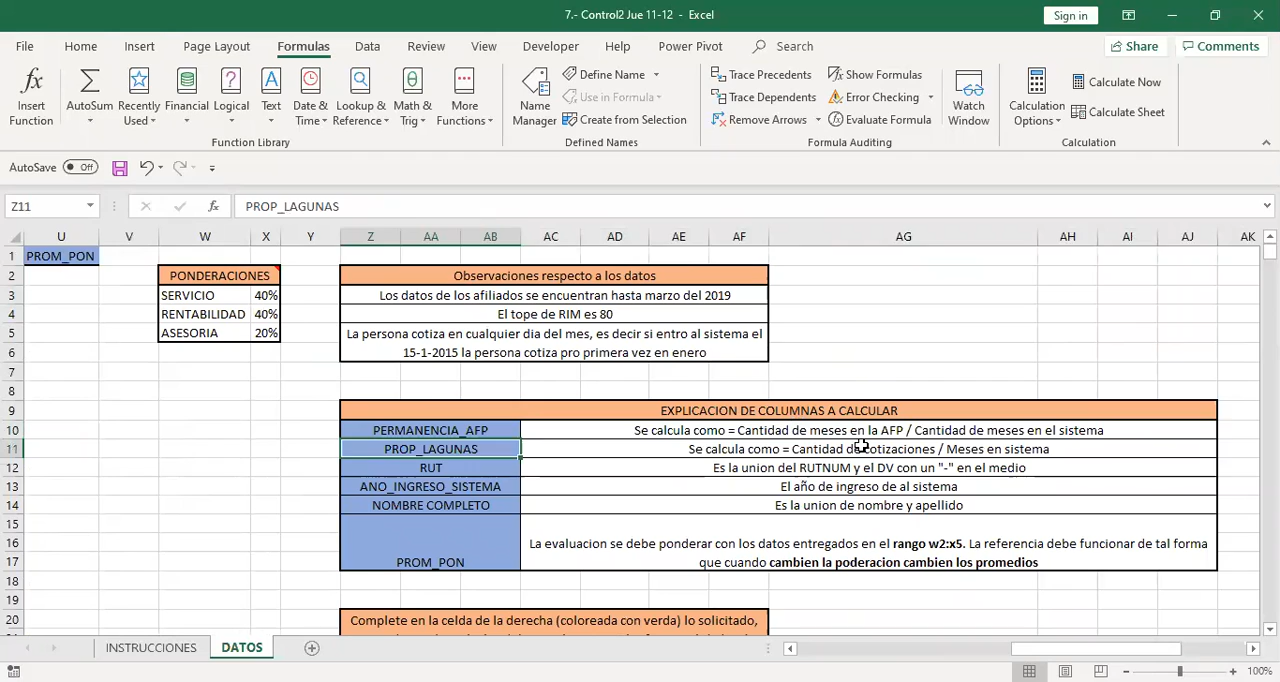 7.- Control2 Jue 11-12 - Excel
Sign in
File Home Insert Page Layout Formulas Data Review View Developer Help Power Pivot Search Share Comments
Insert Function
AutoSum
Recently Used
Financial
Logical
Text
Date & Time
Lookup & Reference
Math & Trig
More Functions
Function Library
Name Manager
Define Name
Use in Formula
Create from Selection
Defined Names
Trace Precedents
Trace Dependents
Remove Arrows
Show Formulas
Error Checking
Evaluate Formula
Watch Window
Formula Auditing
Calculation Options
Calculate Now
Calculate Sheet
Calculation
AutoSave Off
Z11 fx PROP_LAGUNAS
U V W X Y Z AA AB AC AD AE AF AG AH AI AJ AK
1 PROM_PON
2 PONDERACIONES Observaciones respecto a los datos
3 SERVICIO 40% Los datos de los afiliados se encuentran hasta marzo del 2019
4 RENTABILIDAD 40% El tope de RIM es 80
5 ASESORIA 20% La persona cotiza en cualquier dia del mes, es decir si entro al sistema el
6 15-1-2015 la persona cotiza pro primera vez en enero
7
8
9 EXPLICACION DE COLUMNAS A CALCULAR
10 PERMANENCIA_AFP Se calcula como = Cantidad de meses en la AFP / Cantidad de meses en el sistema
11 PROP_LAGUNAS Se calcula como = Cantidad de cotizaciones / Meses en sistema
12 RUT Es la union del RUTNUM y el DV con un "-" en el medio
13 ANO_INGRESO_SISTEMA El año de ingreso de al sistema
14 NOMBRE COMPLETO Es la union de nombre y apellido
15
16 La evaluacion se debe ponderar con los datos entregados en el rango w2:x5. La referencia debe funcionar de tal forma
17 PROM_PON que cuando cambien la poderacion cambien los promedios
18
19
20 Complete en la celda de la derecha (coloreada con verda) lo solicitado,
INSTRUCCIONES DATOS
100%